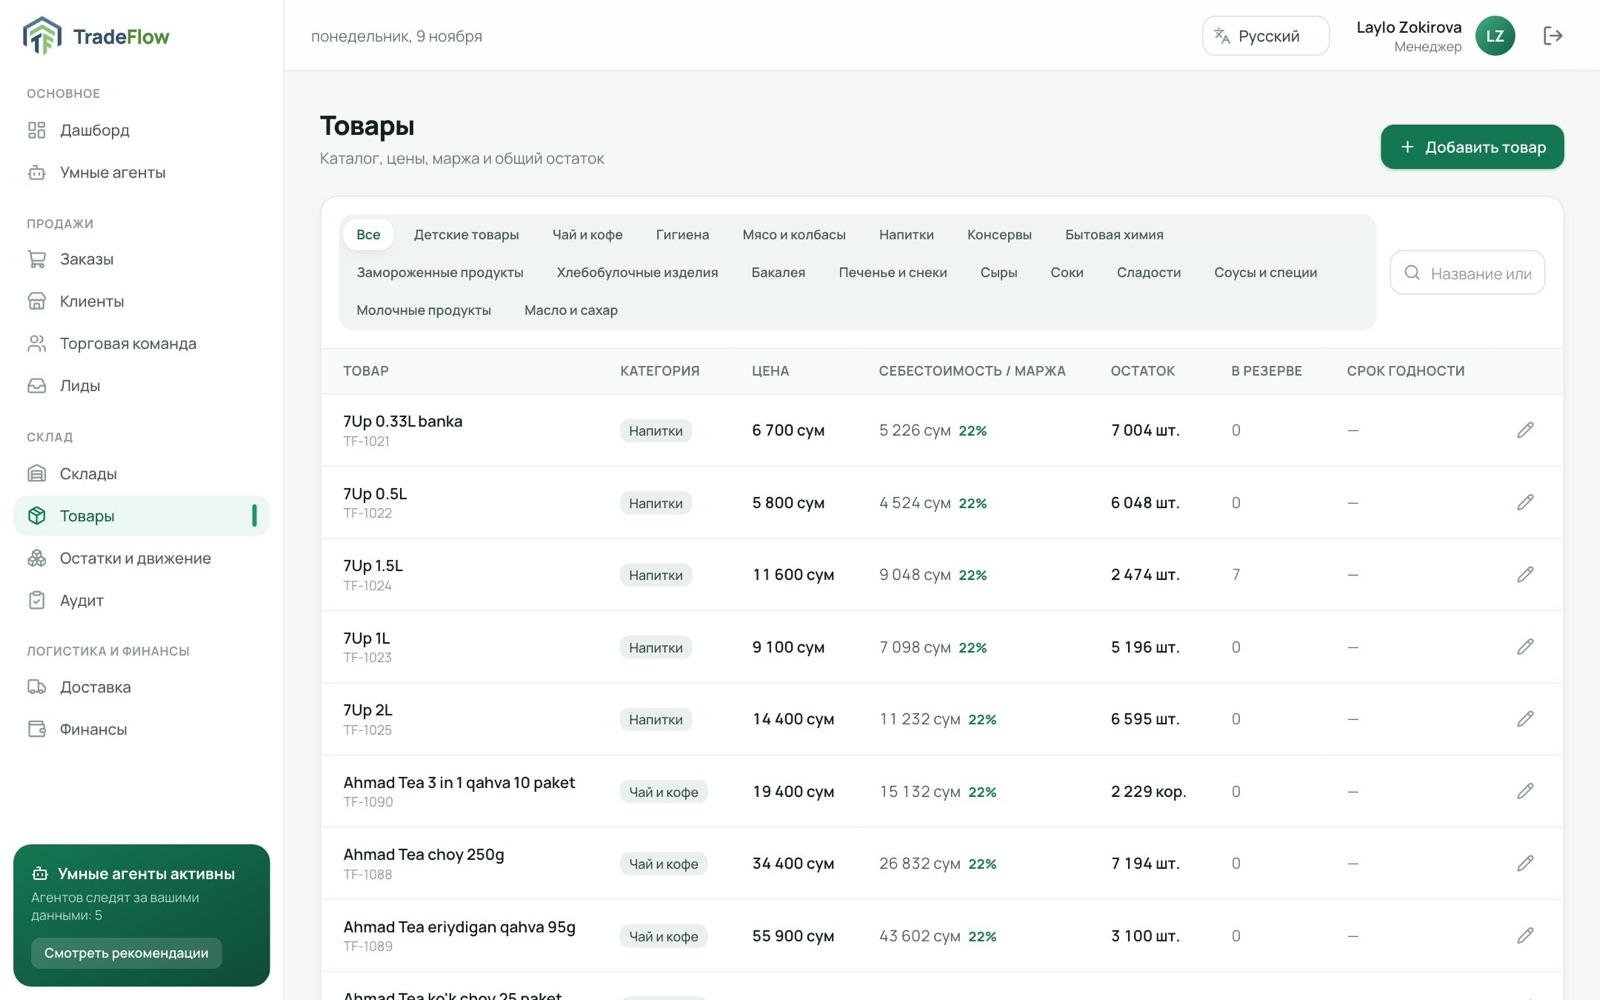 TradeFlow
ОСНОВНОЕ
Дашборд
Умные агенты
ПРОДАЖИ
Заказы
Клиенты
Торговая команда
Лиды
СКЛАД
Склады
Товары
Остатки и движение
Аудит
ЛОГИСТИКА И ФИНАНСЫ
Доставка
Финансы
Умные агенты активны
Агентов следят за вашими
данными: 5
Смотреть рекомендации
понедельник, 9 ноября
Русский
Laylo Zokirova
Менеджер
LZ
Товары
Каталог, цены, маржа и общий остаток
+ Добавить товар
Все Детские товары Чай и кофе Гигиена Мясо и колбасы Напитки Консервы Бытовая химия
Замороженные продукты Хлебобулочные изделия Бакалея Печенье и снеки Сыры Соки Сладости Соусы и специи
Молочные продукты Масло и сахар
Название или
ТОВАР КАТЕГОРИЯ ЦЕНА СЕБЕСТОИМОСТЬ / МАРЖА ОСТАТОК В РЕЗЕРВЕ СРОК ГОДНОСТИ
7Up 0.33L banka
TF-1021
Напитки 6 700 сум 5 226 сум 22% 7 004 шт. 0 —
7Up 0.5L
TF-1022
Напитки 5 800 сум 4 524 сум 22% 6 048 шт. 0 —
7Up 1.5L
TF-1024
Напитки 11 600 сум 9 048 сум 22% 2 474 шт. 7 —
7Up 1L
TF-1023
Напитки 9 100 сум 7 098 сум 22% 5 196 шт. 0 —
7Up 2L
TF-1025
Напитки 14 400 сум 11 232 сум 22% 6 595 шт. 0 —
Ahmad Tea 3 in 1 qahva 10 paket
TF-1090
Чай и кофе 19 400 сум 15 132 сум 22% 2 229 кор. 0 —
Ahmad Tea choy 250g
TF-1088
Чай и кофе 34 400 сум 26 832 сум 22% 7 194 шт. 0 —
Ahmad Tea eriydigan qahva 95g
TF-1089
Чай и кофе 55 900 сум 43 602 сум 22% 3 100 шт. 0 —
Ahmad Tea ko'k choy 25 paket